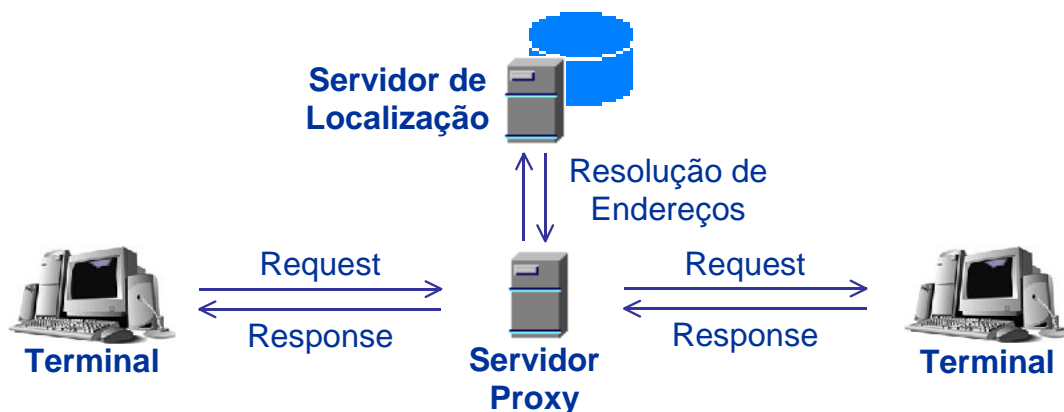 Servidor de
Localização
Resolução de
Endereços
Request
Response
Request
Response
Terminal
Servidor
Proxy
Terminal